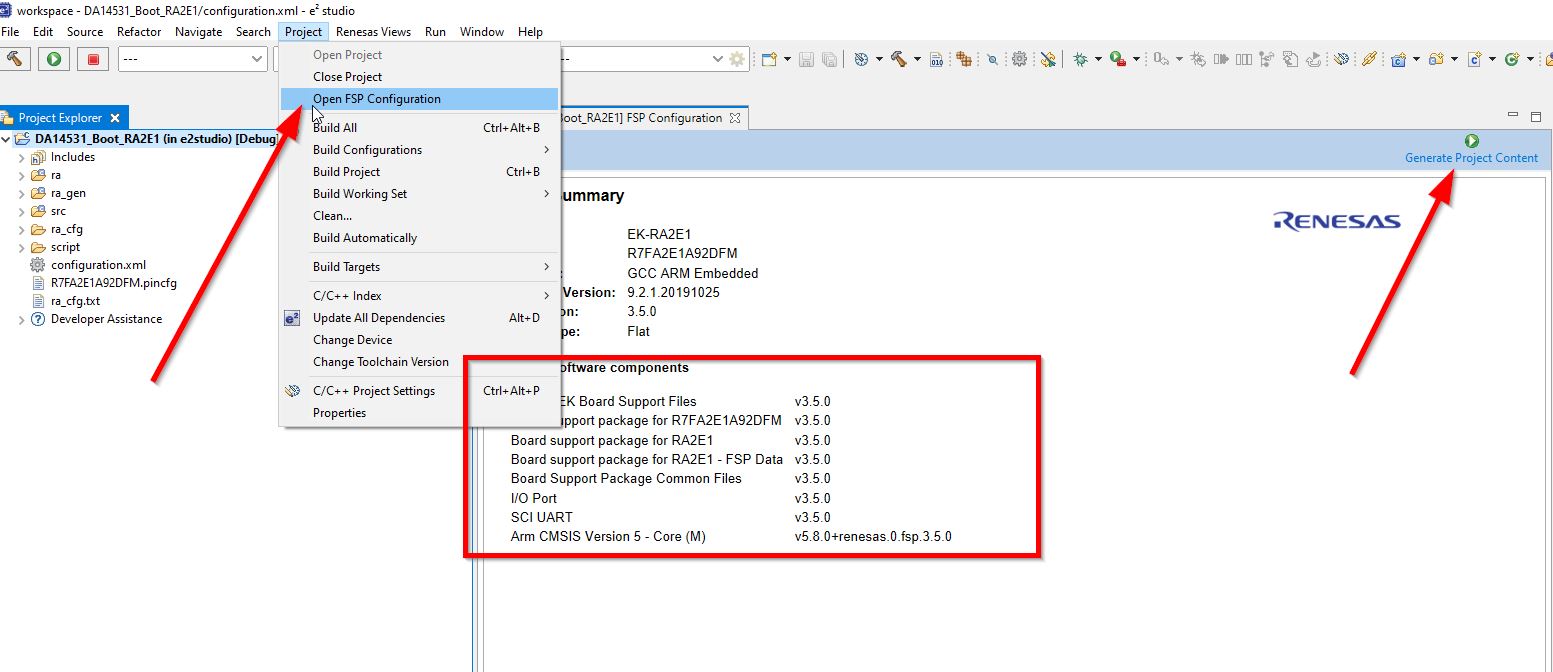 workspace - DA14531_Boot_RA2E1/configuration.xml - e² studio
File Edit Source Refactor Navigate Search Project Renesas Views Run Window Help
---
Open Project
Close Project
Open FSP Configuration
Build All Ctrl+Alt+B
Build Configurations
Build Project Ctrl+B
Build Working Set
Clean...
Build Automatically
Build Targets
C/C++ Index
Update All Dependencies Alt+D
Change Device
Change Toolchain Version
C/C++ Project Settings Ctrl+Alt+P
Properties
Project Explorer
DA14531_Boot_RA2E1 (in e2studio) [Debug
Includes
ra
ra_gen
src
ra_cfg
script
configuration.xml
R7FA2E1A92DFM.pincfg
ra_cfg.txt
Developer Assistance
Boot_RA2E1] FSP Configuration
Generate Project Content
ummary
RENESAS
EK-RA2E1
R7FA2E1A92DFM
GCC ARM Embedded
Version: 9.2.1.20191025
on: 3.5.0
pe: Flat
oftware components
EK Board Support Files v3.5.0
upport package for R7FA2E1A92DFM v3.5.0
Board support package for RA2E1 v3.5.0
Board support package for RA2E1 - FSP Data v3.5.0
Board Support Package Common Files v3.5.0
I/O Port v3.5.0
SCI UART v3.5.0
Arm CMSIS Version 5 - Core (M) v5.8.0+renesas.0.fsp.3.5.0